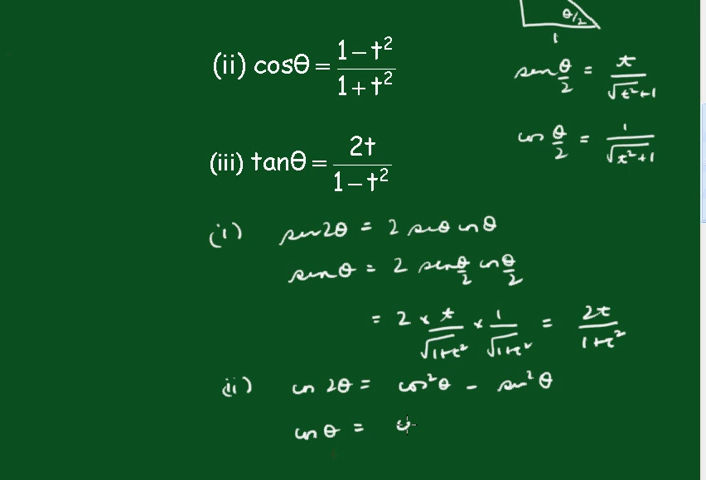 θ/2
1
(ii) cosθ = (1-t²)/(1+t²)
sin θ/2 = t/√(t²+1)
cos θ/2 = 1/√(t²+1)
(iii) tanθ = 2t/(1-t²)
(i) sin2θ = 2 sinθ cosθ
sinθ = 2 sin θ/2 cos θ/2
= 2 × t/√(1+t²) × 1/√(1+t²) = 2t/(1+t²)
(ii) cos 2θ = cos²θ - sin²θ
cosθ =